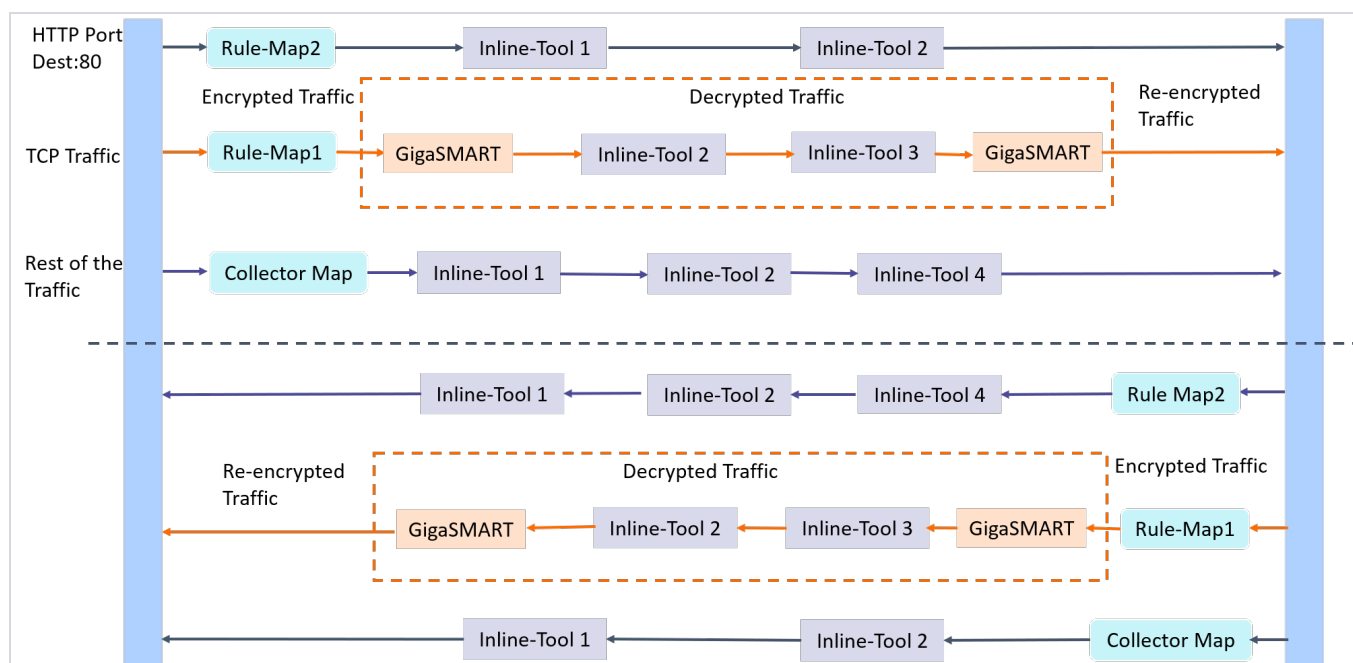 HTTP Port
Dest:80
Rule-Map2
Inline-Tool 1
Inline-Tool 2
Encrypted Traffic
Decrypted Traffic
Re-encrypted
Traffic
TCP Traffic
Rule-Map1
GigaSMART
Inline-Tool 2
Inline-Tool 3
GigaSMART
Rest of the
Traffic
Collector Map
Inline-Tool 1
Inline-Tool 2
Inline-Tool 4
Inline-Tool 1
Inline-Tool 2
Inline-Tool 4
Rule Map2
Re-encrypted
Traffic
Decrypted Traffic
Encrypted Traffic
GigaSMART
Inline-Tool 2
Inline-Tool 3
GigaSMART
Rule-Map1
Inline-Tool 1
Inline-Tool 2
Collector Map